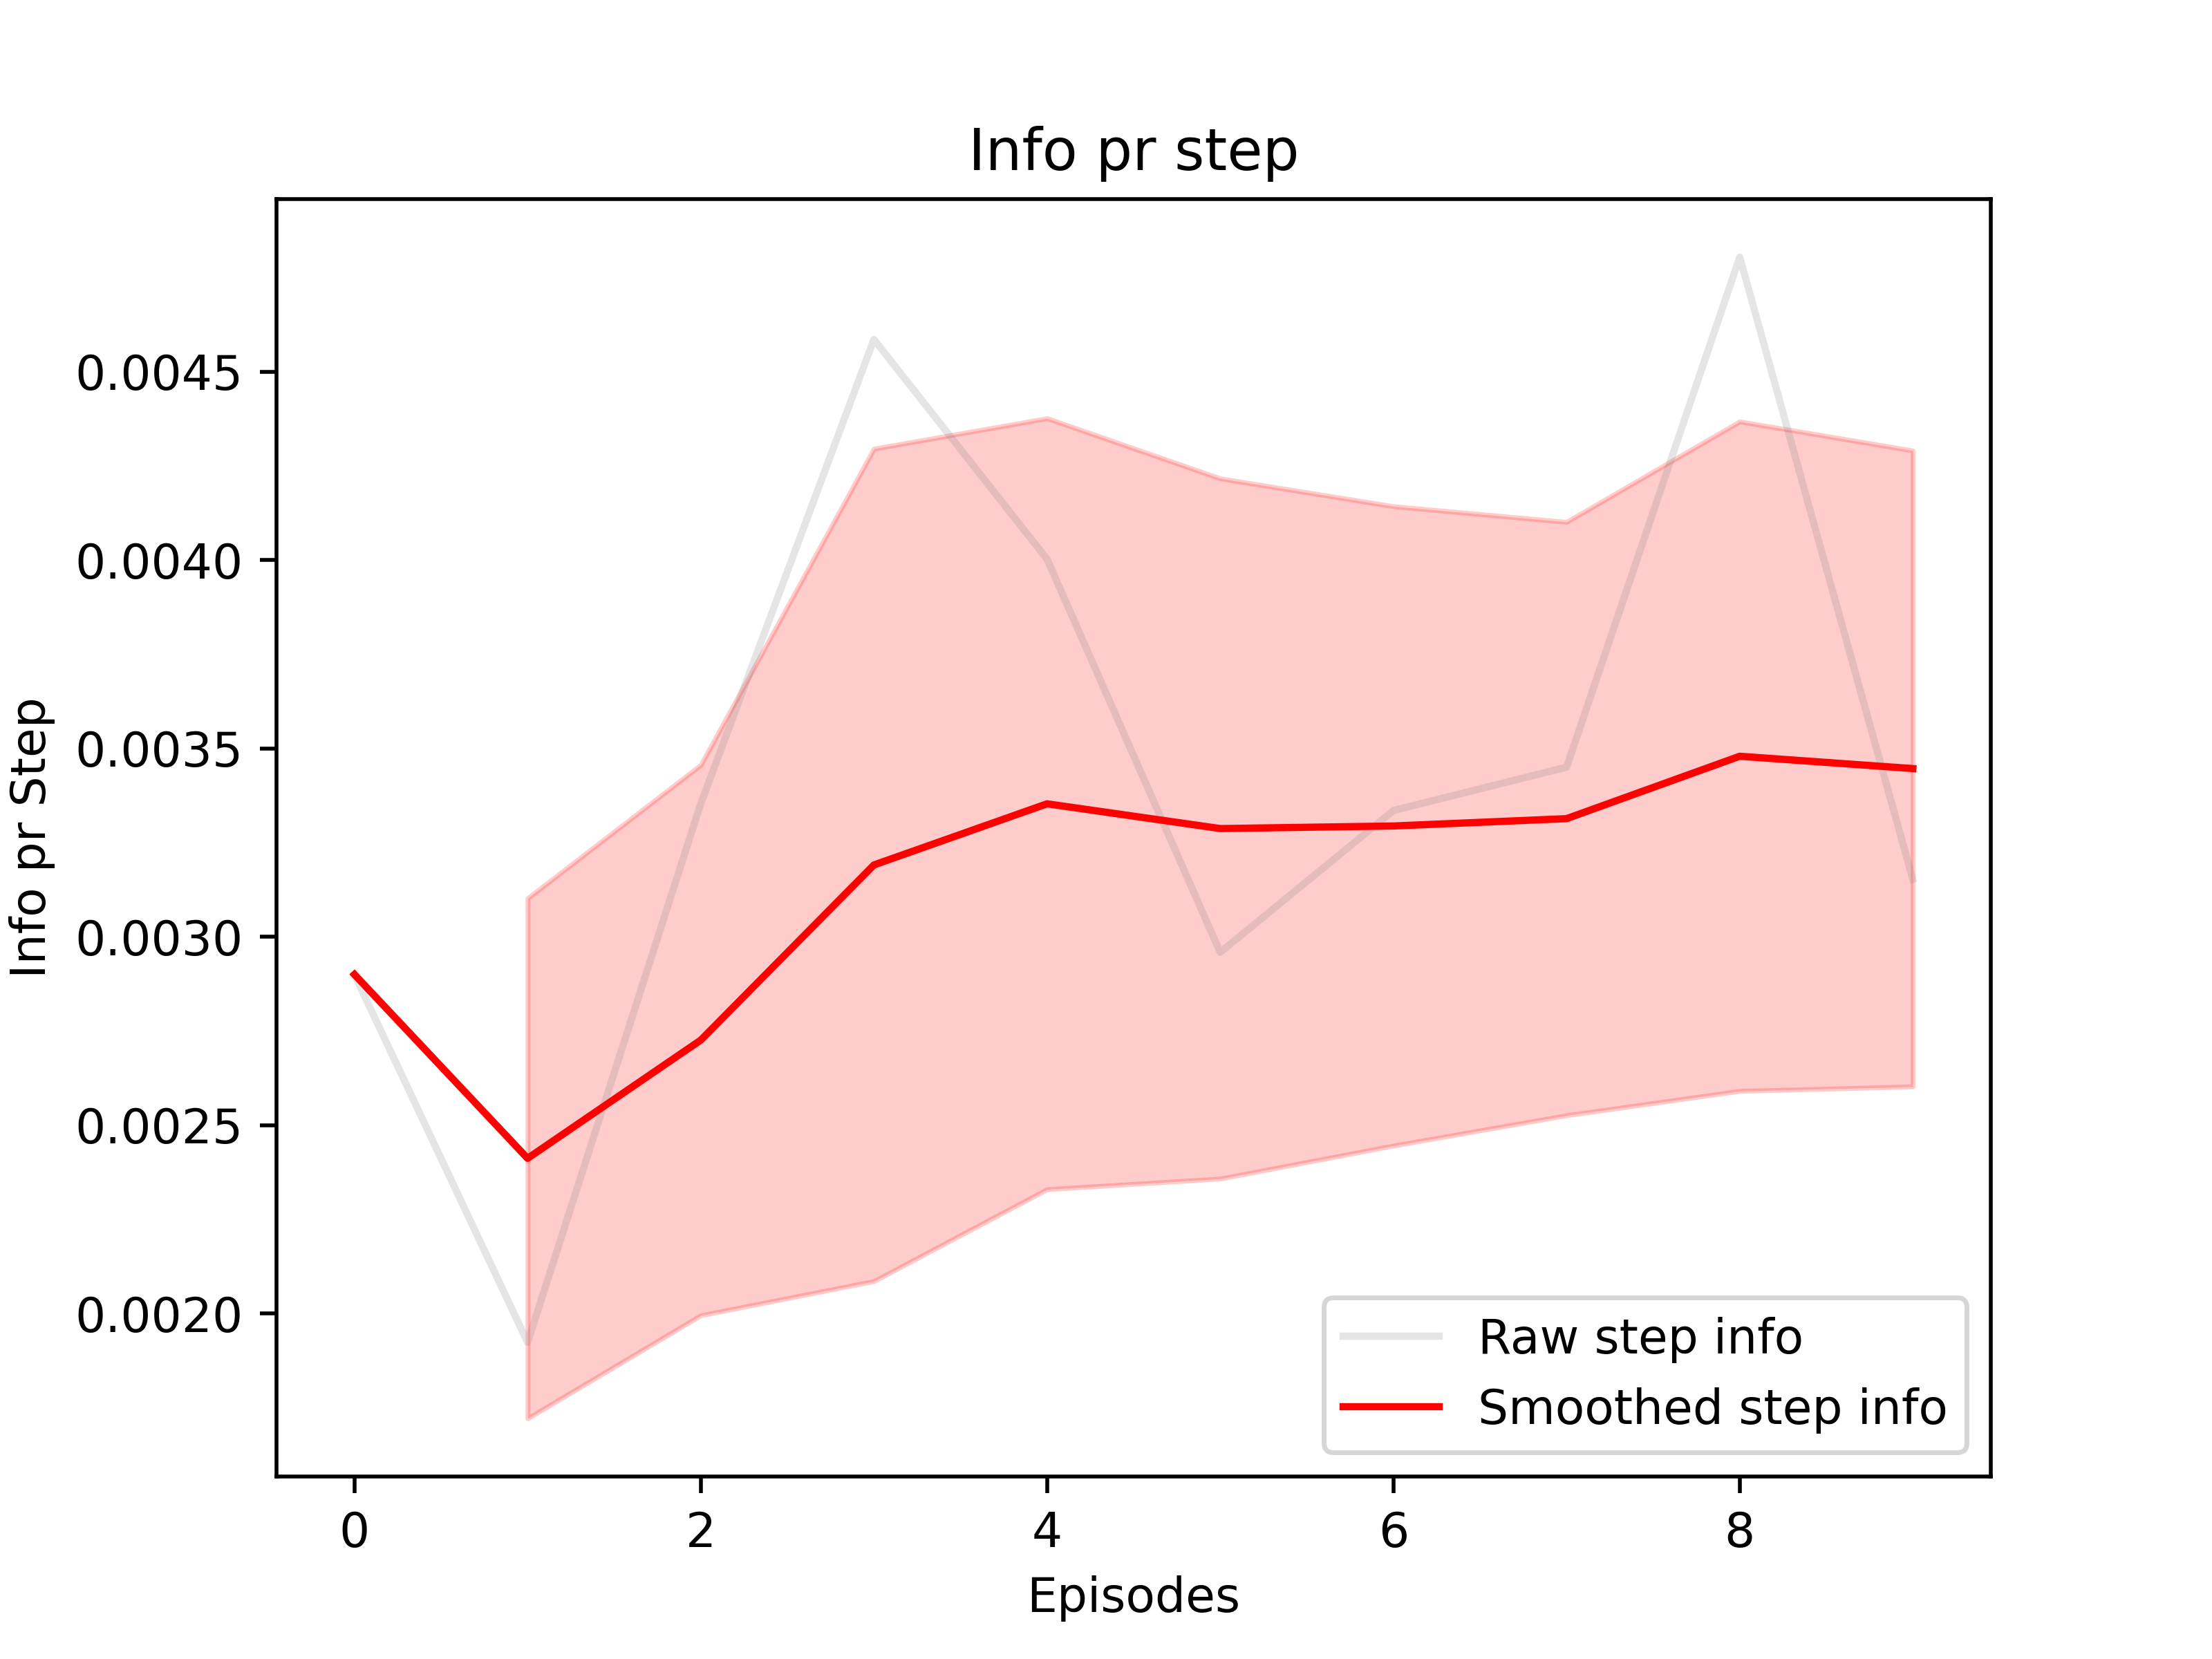 Info pr step
Info pr Step
0.0045
0.0040
0.0035
0.0030
0.0025
0.0020
0 2 4 6 8
Episodes
Raw step info
Smoothed step info